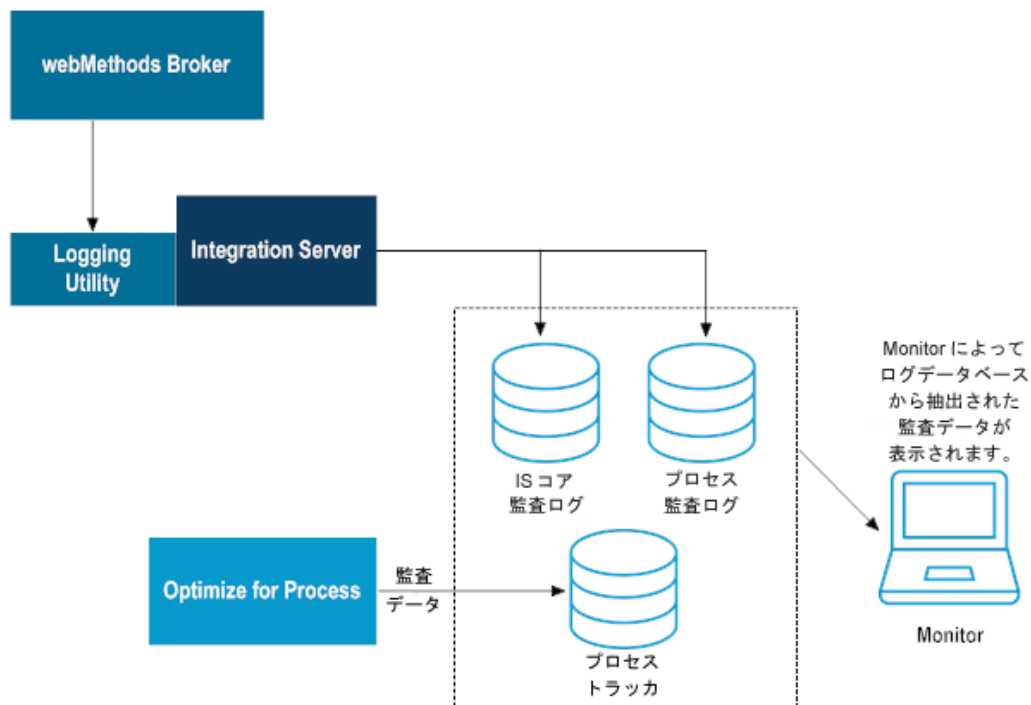 webMethods Broker
Logging
Utility
Integration Server
IS コア
監査ログ
プロセス
監査ログ
Monitor によって
ログデータベース
から抽出された
監査データが
表示されます。
Optimize for Process
監査
データ
プロセス
トラッカ
Monitor